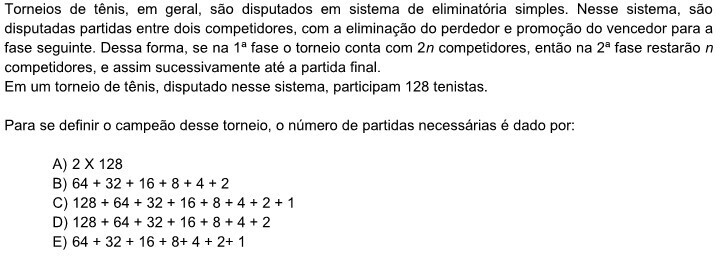 Torneios de tênis, em geral, são disputados em sistema de eliminatória simples. Nesse sistema, são
disputadas partidas entre dois competidores, com a eliminação do perdedor e promoção do vencedor para a
fase seguinte. Dessa forma, se na 1ª fase o torneio conta com 2n competidores, então na 2ª fase restarão n
competidores, e assim sucessivamente até a partida final.
Em um torneio de tênis, disputado nesse sistema, participam 128 tenistas.
Para se definir o campeão desse torneio, o número de partidas necessárias é dado por:
A) 2 X 128
B) 64 + 32 + 16 + 8 + 4 + 2
C) 128 + 64 + 32 + 16 + 8 + 4 + 2 + 1
D) 128 + 64 + 32 + 16 + 8 + 4 + 2
E) 64 + 32 + 16 + 8+ 4 + 2+ 1